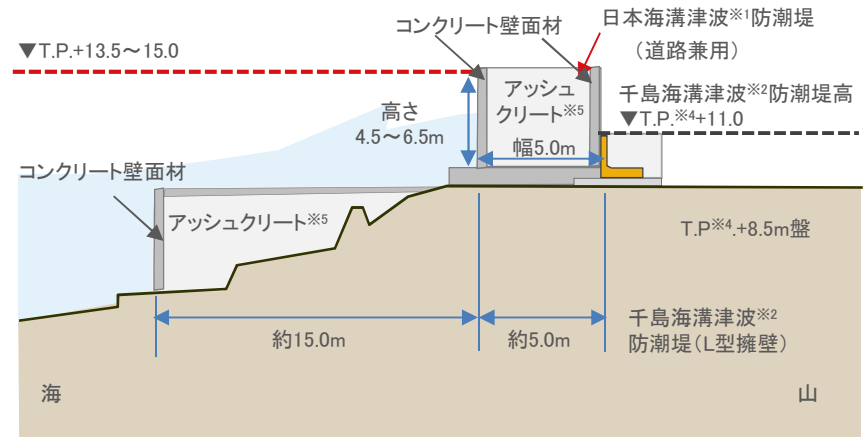 コンクリート壁面材
日本海溝津波※1防潮堤
（道路兼用）
▼T.P.+13.5～15.0
アッシュ
クリート※5
千島海溝津波※2防潮堤高
▼T.P.※4+11.0
高さ
4.5～6.5m
幅5.0m
コンクリート壁面材
アッシュクリート※5
T.P※4.+8.5m盤
約15.0m
約5.0m
千島海溝津波※2
防潮堤（L型擁壁）
海
山